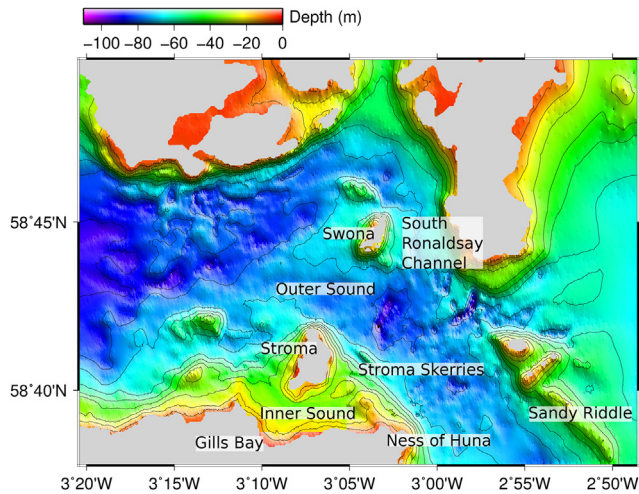 Depth (m)
−100 −80 −60 −40 −20 0
58˚45'N
58˚40'N
Swona
South
Ronaldsay
Channel
Outer Sound
Stroma
Stroma Skerries
Inner Sound
Sandy Riddle
Gills Bay
Ness of Huna
3˚20'W 3˚15'W 3˚10'W 3˚05'W 3˚00'W 2˚55'W 2˚50'W